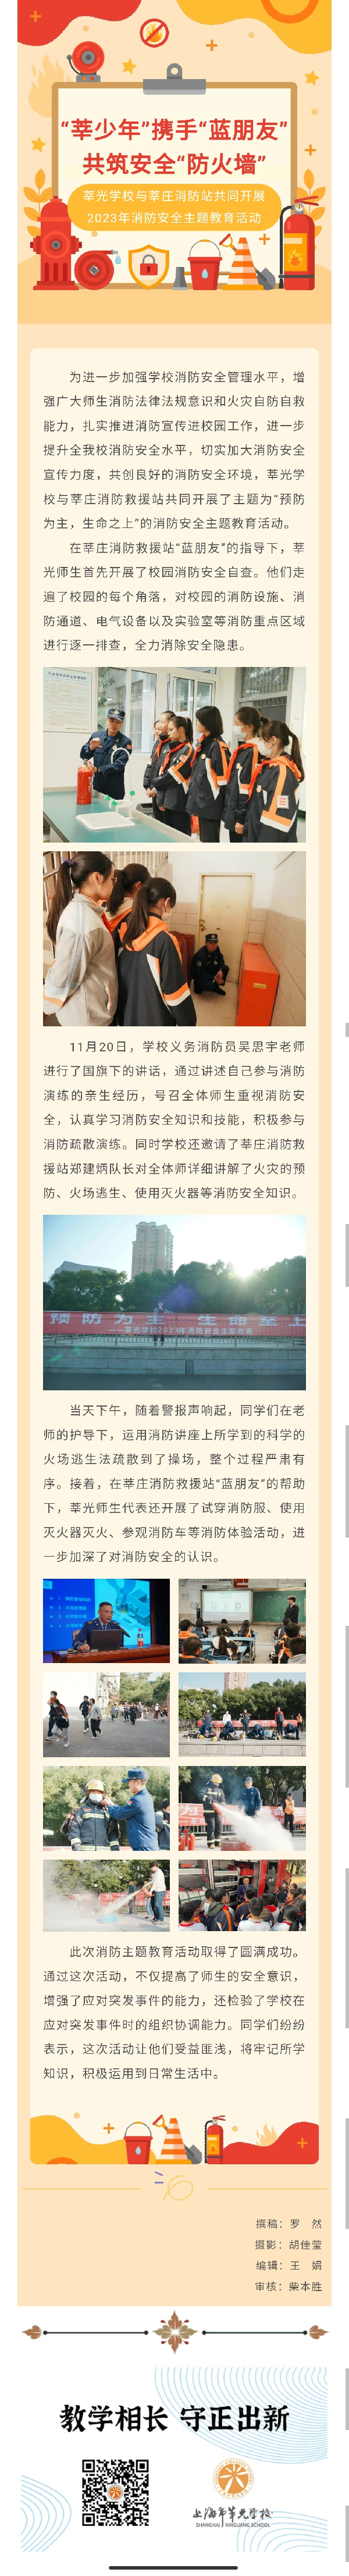 “莘少年”携手“蓝朋友”
共筑安全“防火墙”
莘光学校与莘庄消防站共同开展
2023年消防安全主题教育活动
为进一步加强学校消防安全管理水平，增
强广大师生消防法律法规意识和火灾自防自救
能力，扎实推进消防宣传进校园工作，进一步
提升全我校消防安全水平，切实加大消防安全
宣传力度，共创良好的消防安全环境，莘光学
校与莘庄消防救援站共同开展了主题为“预防
为主，生命之上”的消防安全主题教育活动。
在莘庄消防救援站“蓝朋友”的指导下，莘
光师生首先开展了校园消防安全自查。他们走
遍了校园的每个角落，对校园的消防设施、消
防通道、电气设备以及实验室等消防重点区域
进行逐一排查，全力消除安全隐患。
11月20日，学校义务消防员吴思宇老师
进行了国旗下的讲话，通过讲述自己参与消防
演练的亲生经历，号召全体师生重视消防安
全，认真学习消防安全知识和技能，积极参与
消防疏散演练。同时学校还邀请了莘庄消防救
援站郑建炳队长对全体师详细讲解了火灾的预
防、火场逃生、使用灭火器等消防安全知识。
预防为主 生命至上
——莘光学校2023年消防安全主题教育
当天下午，随着警报声响起，同学们在老
师的护导下，运用消防讲座上所学到的科学的
火场逃生法疏散到了操场，整个过程严肃有
序。接着，在莘庄消防救援站“蓝朋友”的帮助
下，莘光师生代表还开展了试穿消防服、使用
灭火器灭火、参观消防车等消防体验活动，进
一步加深了对消防安全的认识。
此次消防主题教育活动取得了圆满成功。
通过这次活动，不仅提高了师生的安全意识，
增强了应对突发事件的能力，还检验了学校在
应对突发事件时的组织协调能力。同学们纷纷
表示，这次活动让他们受益匪浅，将牢记所学
知识，积极运用到日常生活中。
撰稿：罗 然
摄影：胡佳莹
编辑：王 娟
审核：柴本胜
教学相长 守正出新
上海市莘光学校
SHANGHAI XINGUANG SCHOOL